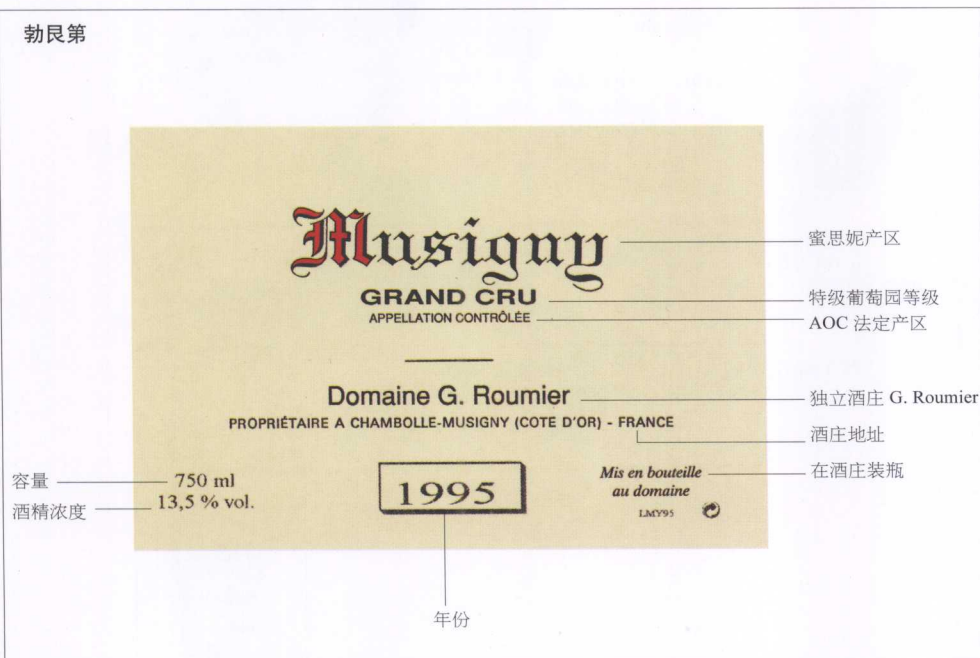 勃艮第
Musigny
蜜思妮产区
GRAND CRU
特级葡萄园等级
APPELLATION CONTRÔLÉE
AOC 法定产区
Domaine G. Roumier
独立酒庄 G. Roumier
PROPRIÉTAIRE A CHAMBOLLE-MUSIGNY (COTE D'OR) - FRANCE
酒庄地址
容量
750 ml
酒精浓度
13,5 % vol.
1995
Mis en bouteille
au domaine
在酒庄装瓶
LMY95
年份